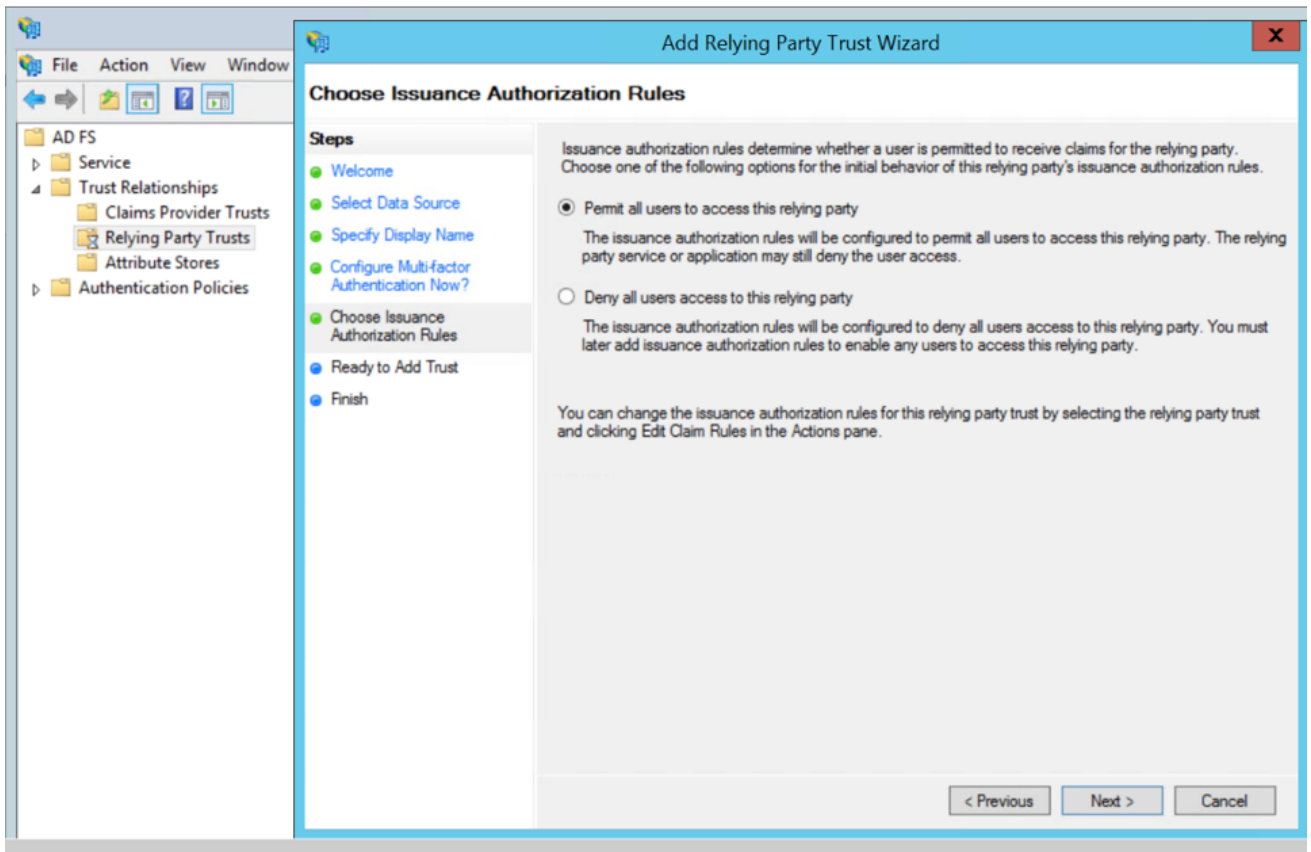 Add Relying Party Trust Wizard
X
File Action View Window
AD FS
Service
Trust Relationships
Claims Provider Trusts
Relying Party Trusts
Attribute Stores
Authentication Policies
Choose Issuance Authorization Rules
Steps
Welcome
Select Data Source
Specify Display Name
Configure Multi-factor
Authentication Now?
Choose Issuance
Authorization Rules
Ready to Add Trust
Finish
Issuance authorization rules determine whether a user is permitted to receive claims for the relying party.
Choose one of the following options for the initial behavior of this relying party's issuance authorization rules.
Permit all users to access this relying party
The issuance authorization rules will be configured to permit all users to access this relying party. The relying
party service or application may still deny the user access.
Deny all users access to this relying party
The issuance authorization rules will be configured to deny all users access to this relying party. You must
later add issuance authorization rules to enable any users to access this relying party.
You can change the issuance authorization rules for this relying party trust by selecting the relying party trust
and clicking Edit Claim Rules in the Actions pane.
< Previous
Next >
Cancel